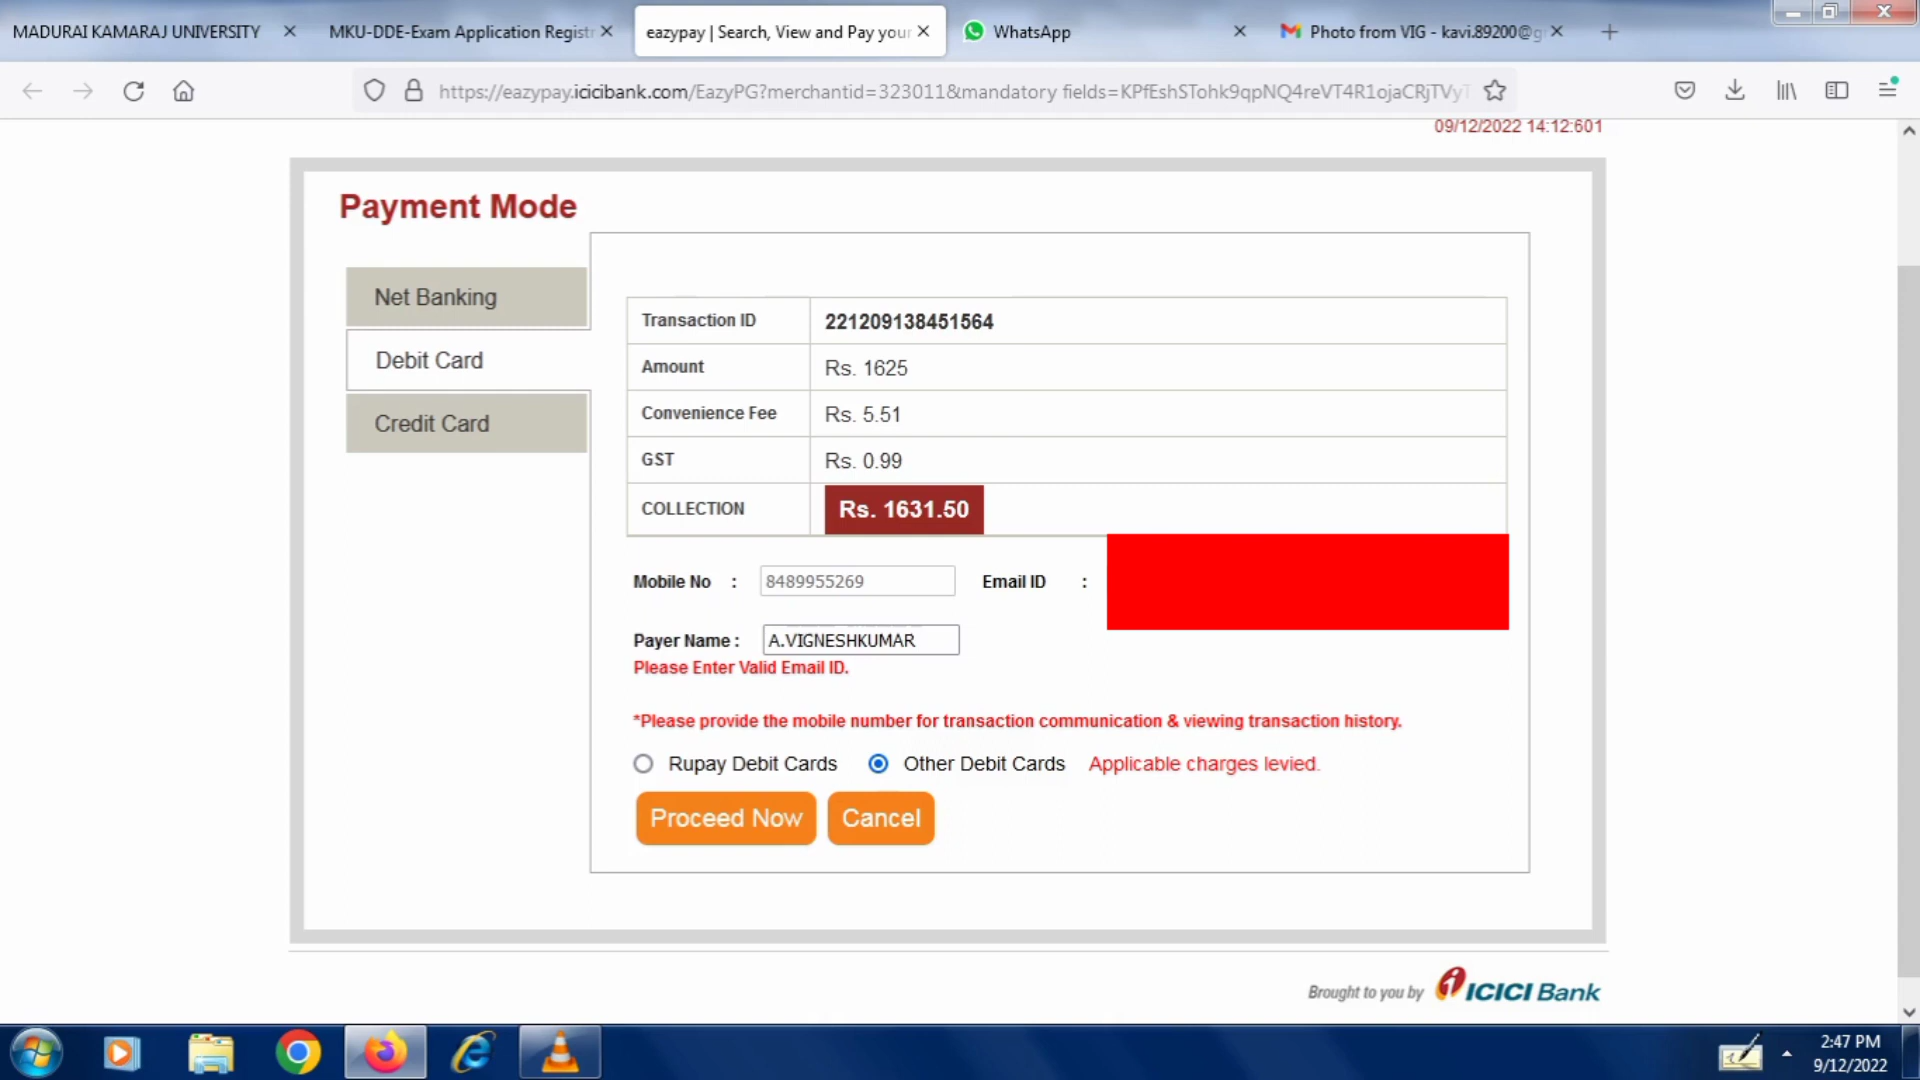 MADURAI KAMARAJ UNIVERSITY
MKU-DDE-Exam Application Registr
eazypay | Search, View and Pay your
WhatsApp
Photo from VIG - kavi.89200@g
https://eazypay.icicibank.com/EazyPG?merchantid=323011&mandatory fields=KPfEshSTohk9qpNQ4reVT4R1ojaCRjTVyT
09/12/2022 14:12:601
Payment Mode
Net Banking
Debit Card
Credit Card
Transaction ID 221209138451564
Amount Rs. 1625
Convenience Fee Rs. 5.51
GST Rs. 0.99
COLLECTION Rs. 1631.50
Mobile No : 8489955269 Email ID :
Payer Name : A.VIGNESHKUMAR
Please Enter Valid Email ID.
*Please provide the mobile number for transaction communication & viewing transaction history.
Rupay Debit Cards Other Debit Cards Applicable charges levied.
Proceed Now Cancel
Brought to you by ICICI Bank
2:47 PM
9/12/2022